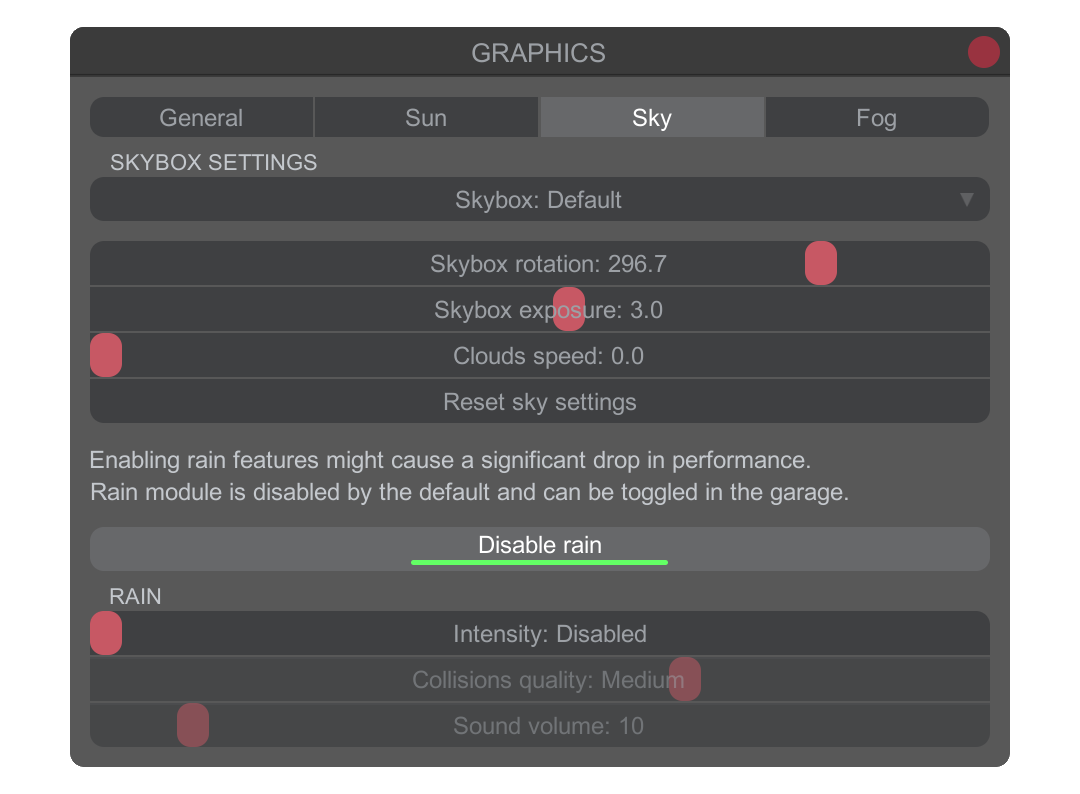 GRAPHICS
General
Sun
Sky
Fog
SKYBOX SETTINGS
Skybox: Default
Skybox rotation: 296.7
Skybox exposure: 3.0
Clouds speed: 0.0
Reset sky settings
Enabling rain features might cause a significant drop in performance.
Rain module is disabled by the default and can be toggled in the garage.
Disable rain
RAIN
Intensity: Disabled
Collisions quality: Medium
Sound volume: 10